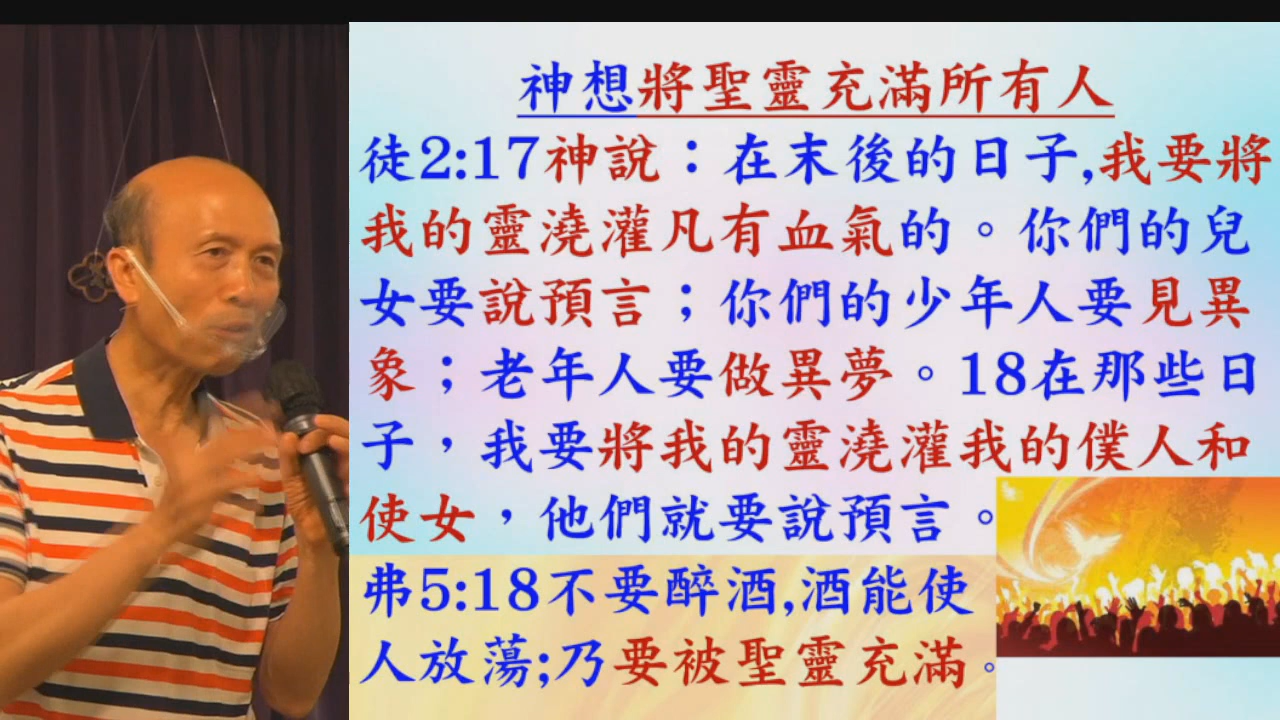 神想將聖靈充滿所有人
徒2:17神說：在末後的日子,我要將
我的靈澆灌凡有血氣的。你們的兒
女要說預言；你們的少年人要見異
象；老年人要做異夢。18在那些日
子，我要將我的靈澆灌我的僕人和
使女，他們就要說預言。
弗5:18不要醉酒,酒能使
人放蕩;乃要被聖靈充滿。